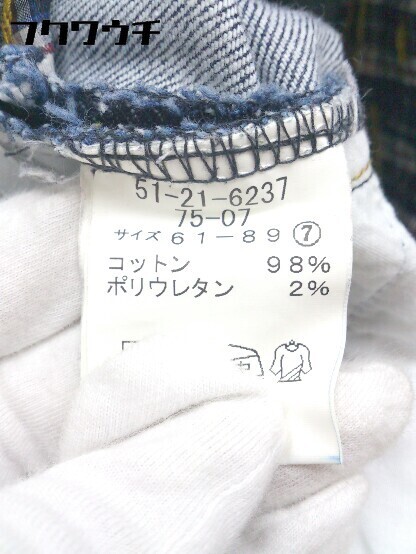 フクワウチ
51-21-6237
75-07
サイズ 61-89 ⑦
コットン 98%
ポリウレタン 2%
中